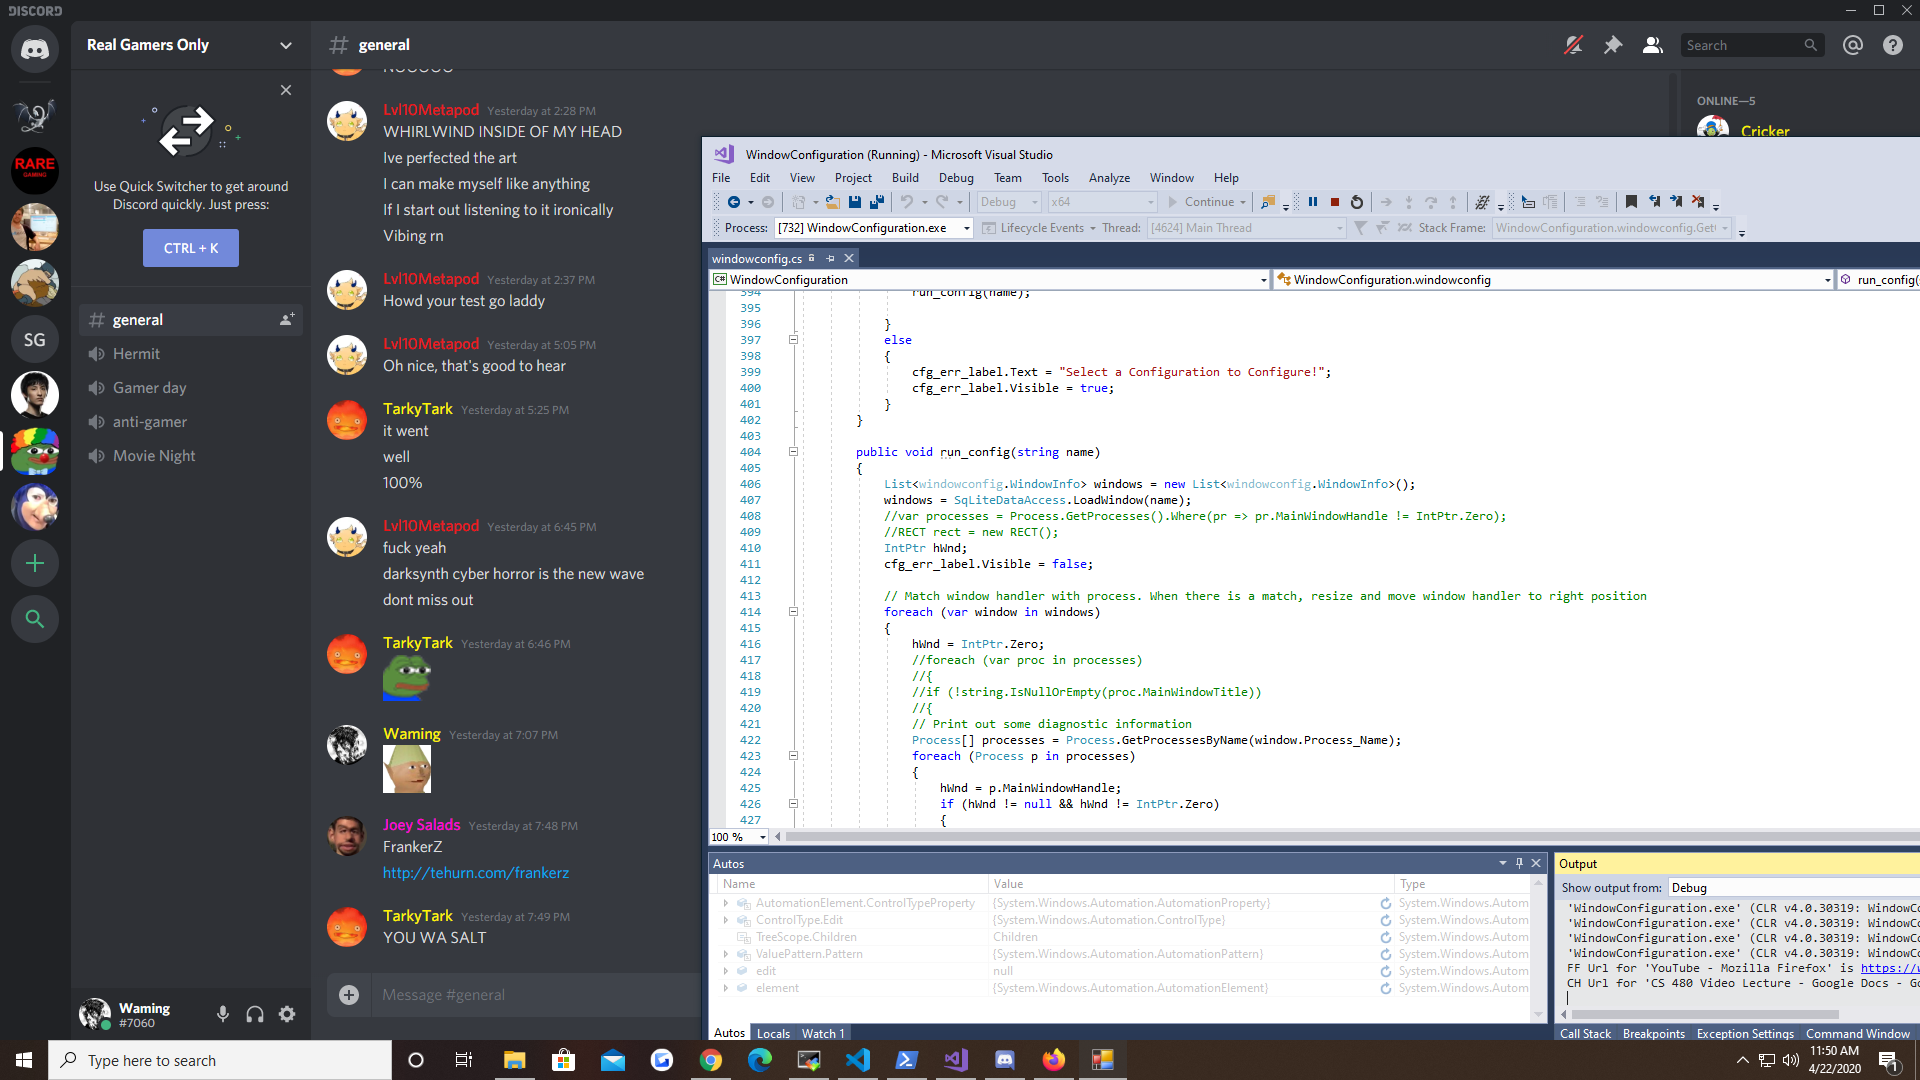 DISCORD
Real Gamers Only
general
Search
RARE
GAMING
Use Quick Switcher to get around
Discord quickly. Just press:
CTRL + K
general
Hermit
Gamer day
anti-gamer
Movie Night
SG
Waming
#7060
Lvl10Metapod Yesterday at 2:28 PM
WHIRLWIND INSIDE OF MY HEAD
Ive perfected the art
I can make myself like anything
If I start out listening to it ironically
Vibing rn
Lvl10Metapod Yesterday at 2:37 PM
Howd your test go laddy
Lvl10Metapod Yesterday at 5:05 PM
Oh nice, that's good to hear
TarkyTark Yesterday at 5:25 PM
it went
well
100%
Lvl10Metapod Yesterday at 6:45 PM
fuck yeah
darksynth cyber horror is the new wave
dont miss out
TarkyTark Yesterday at 6:46 PM
Waming Yesterday at 7:07 PM
Joey Salads Yesterday at 7:48 PM
FrankerZ
http://tehurn.com/frankerz
TarkyTark Yesterday at 7:49 PM
YOU WA SALT
Message #general
ONLINE—5
Cricker
WindowConfiguration (Running) - Microsoft Visual Studio
File Edit View Project Build Debug Team Tools Analyze Window Help
Debug x64 Continue
Process: [732] WindowConfiguration.exe Lifecycle Events Thread: [4624] Main Thread Stack Frame: WindowConfiguration.windowconfig.Get
windowconfig.cs
WindowConfiguration WindowConfiguration.windowconfig run_config(
394 run_config(name);
395
396 }
397 else
398 {
399 cfg_err_label.Text = "Select a Configuration to Configure!";
400 cfg_err_label.Visible = true;
401 }
402 }
403
404 public void run_config(string name)
405 {
406 List<windowconfig.WindowInfo> windows = new List<windowconfig.WindowInfo>();
407 windows = SqLiteDataAccess.LoadWindow(name);
408 //var processes = Process.GetProcesses().Where(pr => pr.MainWindowHandle != IntPtr.Zero);
409 //RECT rect = new RECT();
410 IntPtr hWnd;
411 cfg_err_label.Visible = false;
412
413 // Match window handler with process. When there is a match, resize and move window handler to right position
414 foreach (var window in windows)
415 {
416 hWnd = IntPtr.Zero;
417 //foreach (var proc in processes)
418 //{
419 //if (!string.IsNullOrEmpty(proc.MainWindowTitle))
420 //{
421 // Print out some diagnostic information
422 Process[] processes = Process.GetProcessesByName(window.Process_Name);
423 foreach (Process p in processes)
424 {
425 hWnd = p.MainWindowHandle;
426 if (hWnd != null && hWnd != IntPtr.Zero)
427 {
100 %
Autos
Name Value Type
AutomationElement.ControlTypeProperty {System.Windows.Automation.AutomationProperty} System.Windows.Autom
ControlType.Edit {System.Windows.Automation.ControlType} System.Windows.Autom
TreeScope.Children Children System.Windows.Autom
ValuePattern.Pattern {System.Windows.Automation.AutomationPattern} System.Windows.Autom
edit null System.Windows.Autom
element {System.Windows.Automation.AutomationElement} System.Windows.Autom
Autos Locals Watch 1
Output
Show output from: Debug
'WindowConfiguration.exe' (CLR v4.0.30319: WindowCo
'WindowConfiguration.exe' (CLR v4.0.30319: WindowCo
'WindowConfiguration.exe' (CLR v4.0.30319: WindowCo
'WindowConfiguration.exe' (CLR v4.0.30319: WindowCo
FF Url for 'YouTube - Mozilla Firefox' is https://w
CH Url for 'CS 480 Video Lecture - Google Docs - Go
Call Stack Breakpoints Exception Settings Command Window
Type here to search
11:50 AM
4/22/2020
1